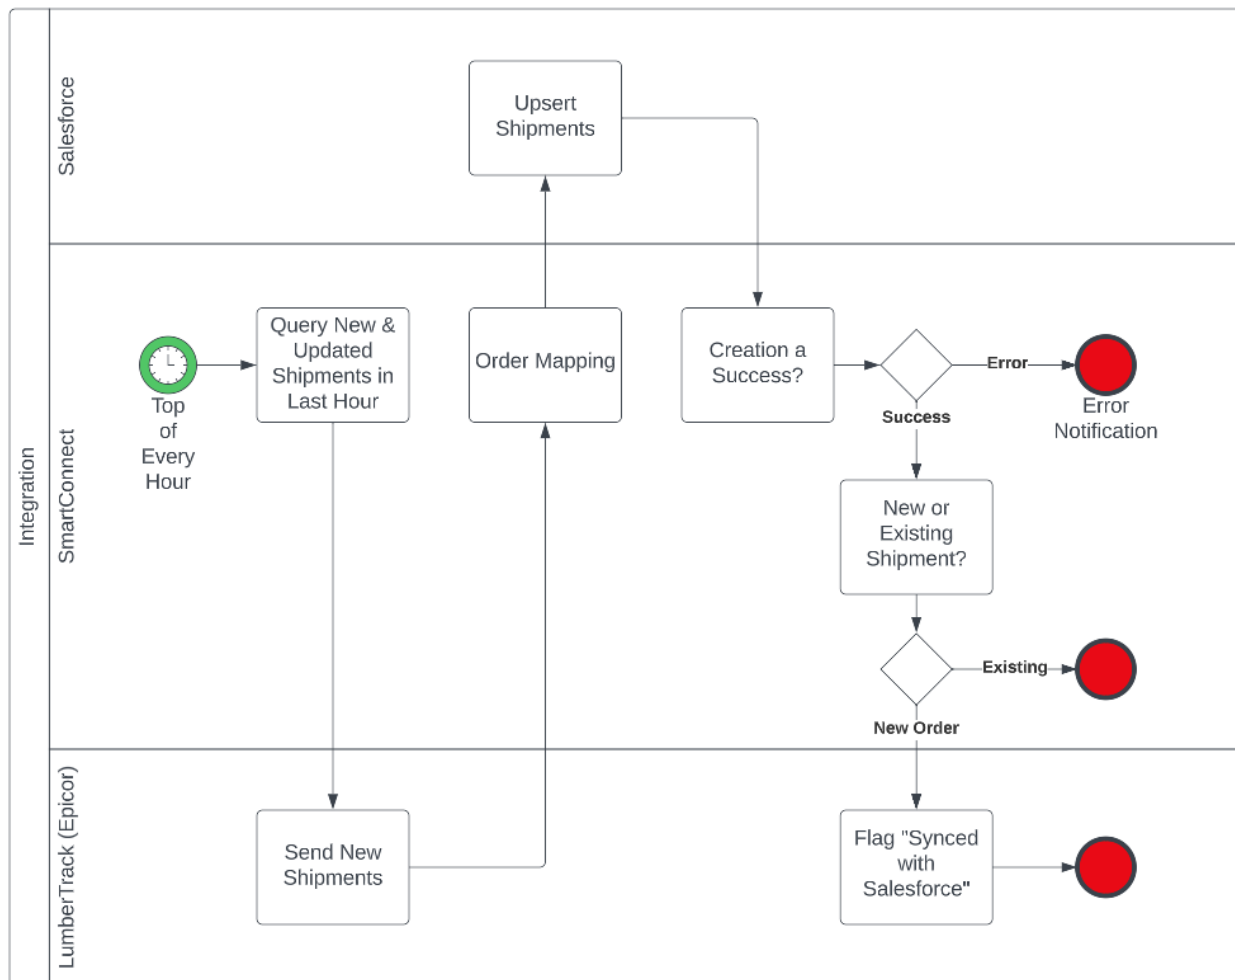 Integration
Salesforce
Upsert
Shipments
SmartConnect
Top
of
Every
Hour
Query New &
Updated
Shipments in
Last Hour
Order Mapping
Creation a
Success?
Error
Error
Notification
Success
New or
Existing
Shipment?
Existing
New Order
LumberTrack (Epicor)
Send New
Shipments
Flag "Synced
with
Salesforce"